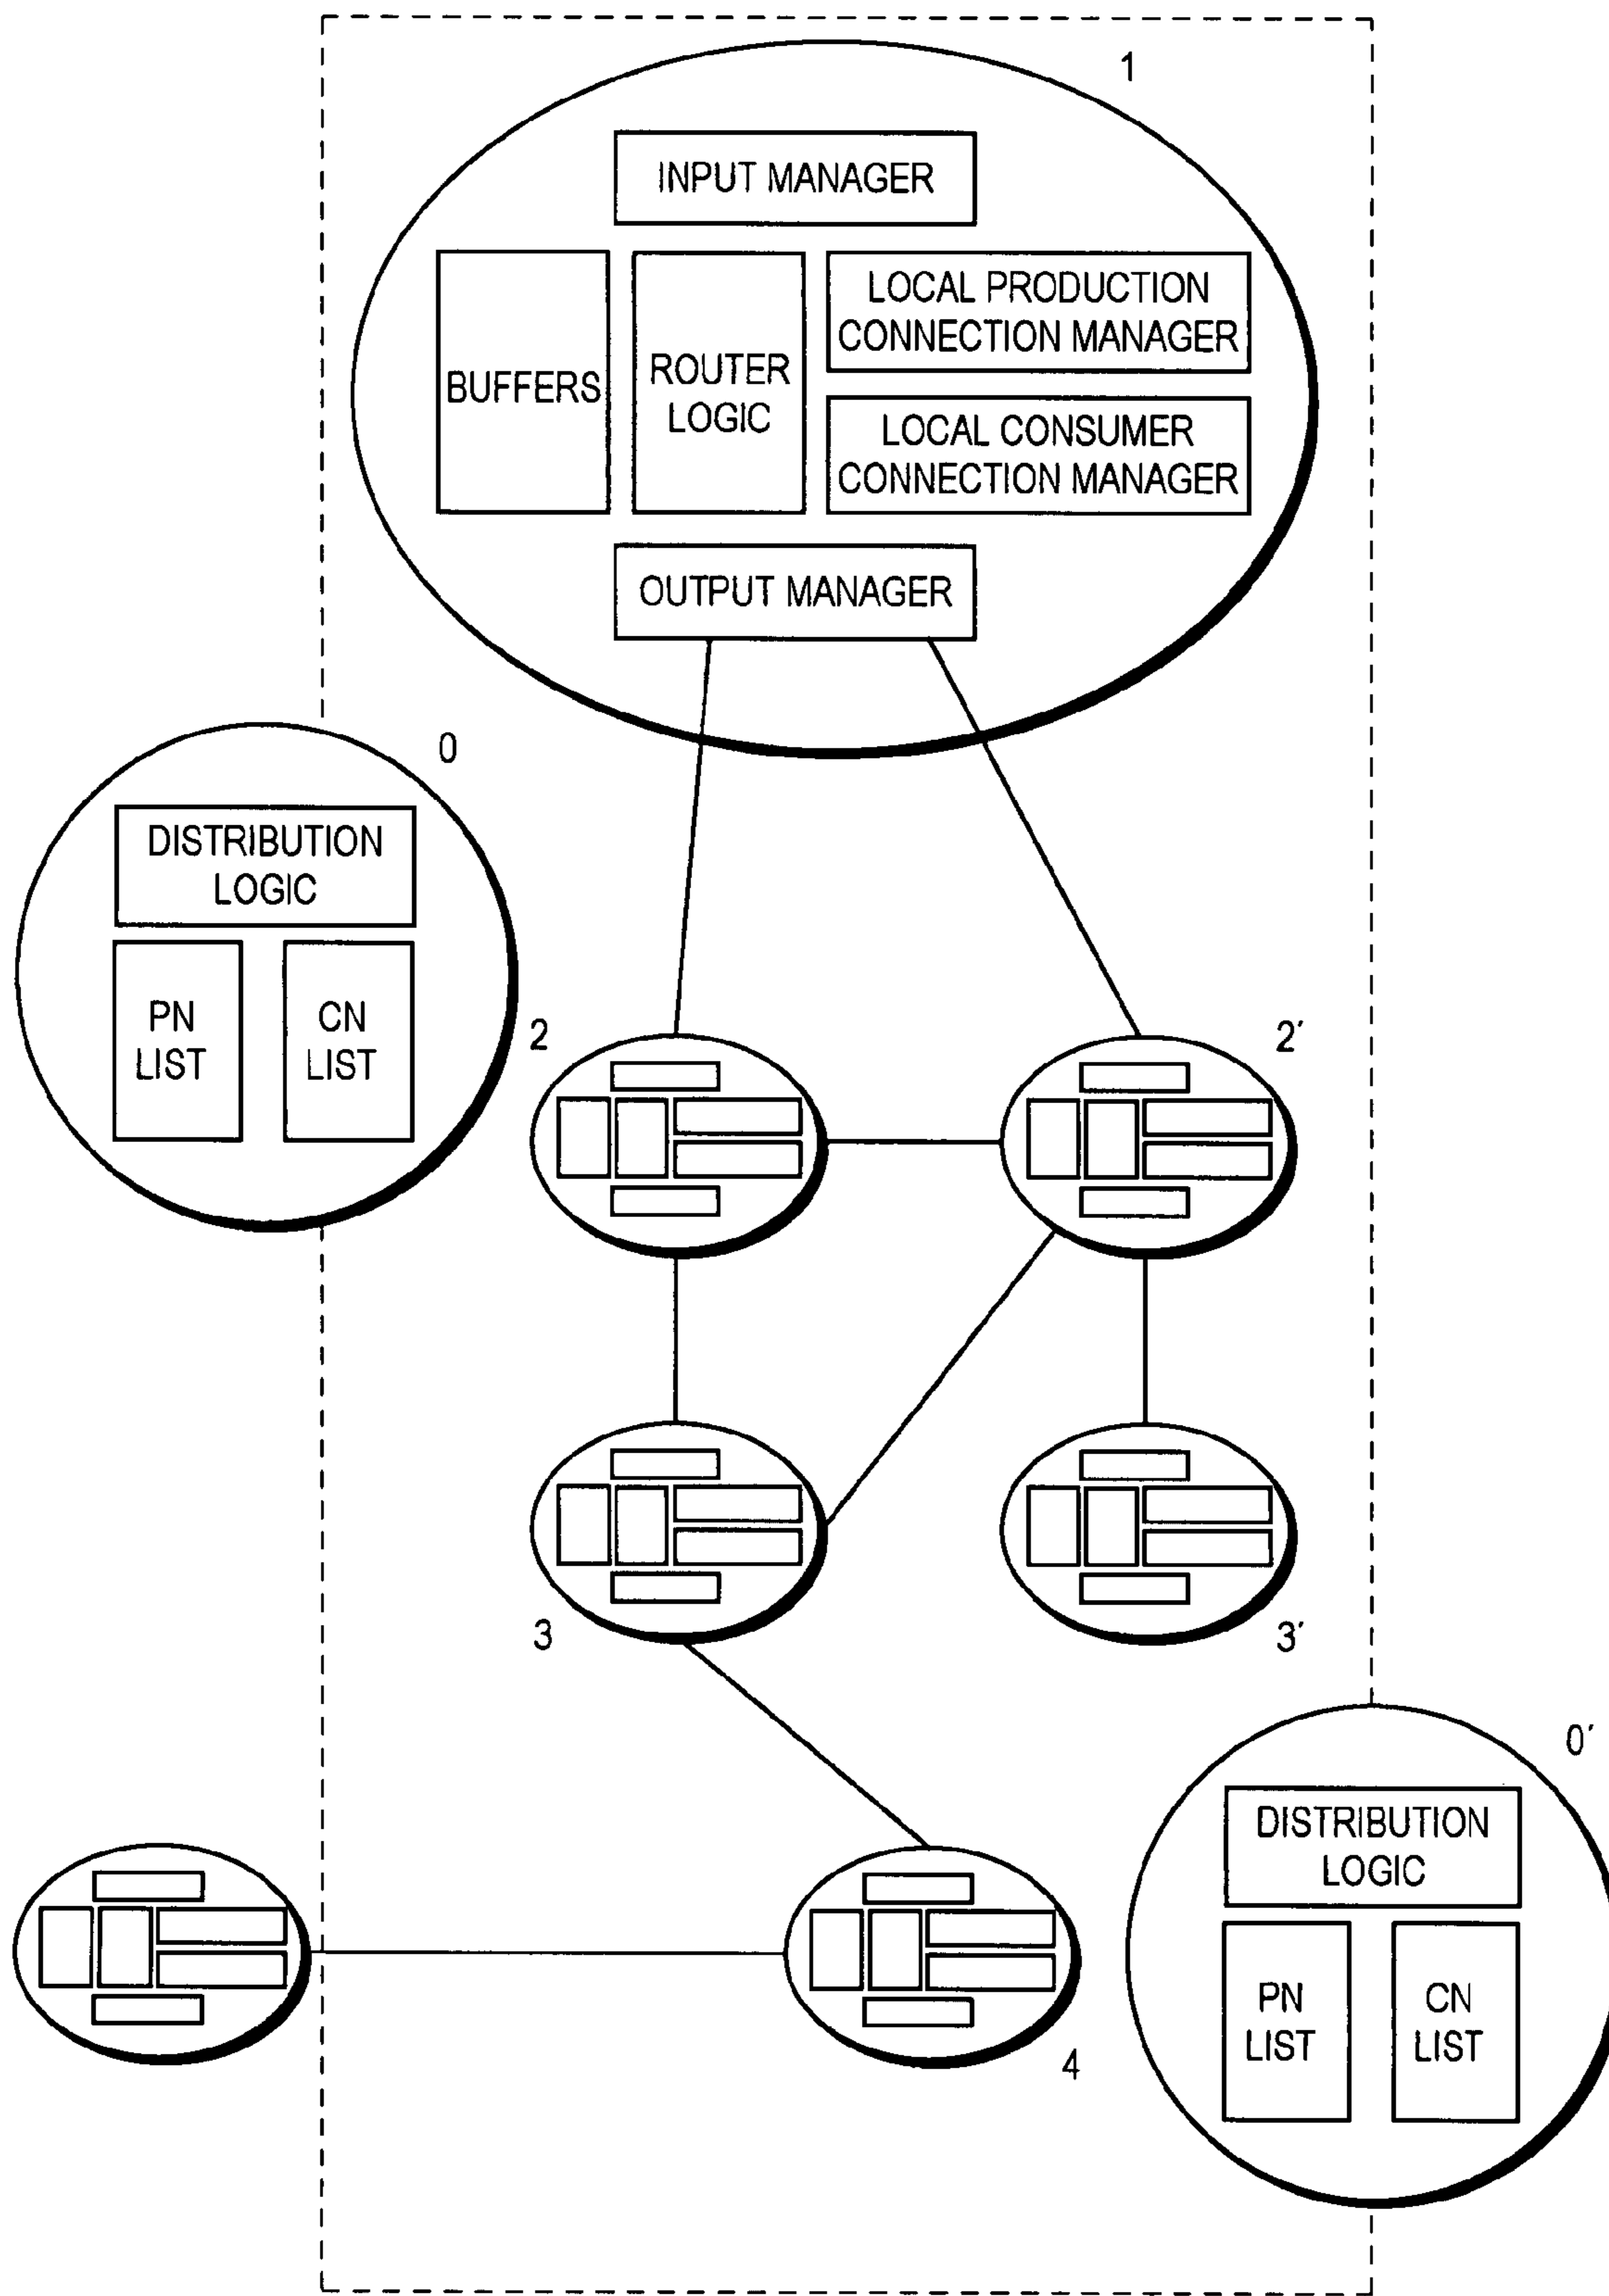 1
INPUT MANAGER
BUFFERS
ROUTER
LOGIC
LOCAL PRODUCTION
CONNECTION MANAGER
LOCAL CONSUMER
CONNECTION MANAGER
OUTPUT MANAGER
0
DISTRIBUTION
LOGIC
PN
LIST
CN
LIST
2
2′
3
3′
0′
DISTRIBUTION
LOGIC
PN
LIST
CN
LIST
4